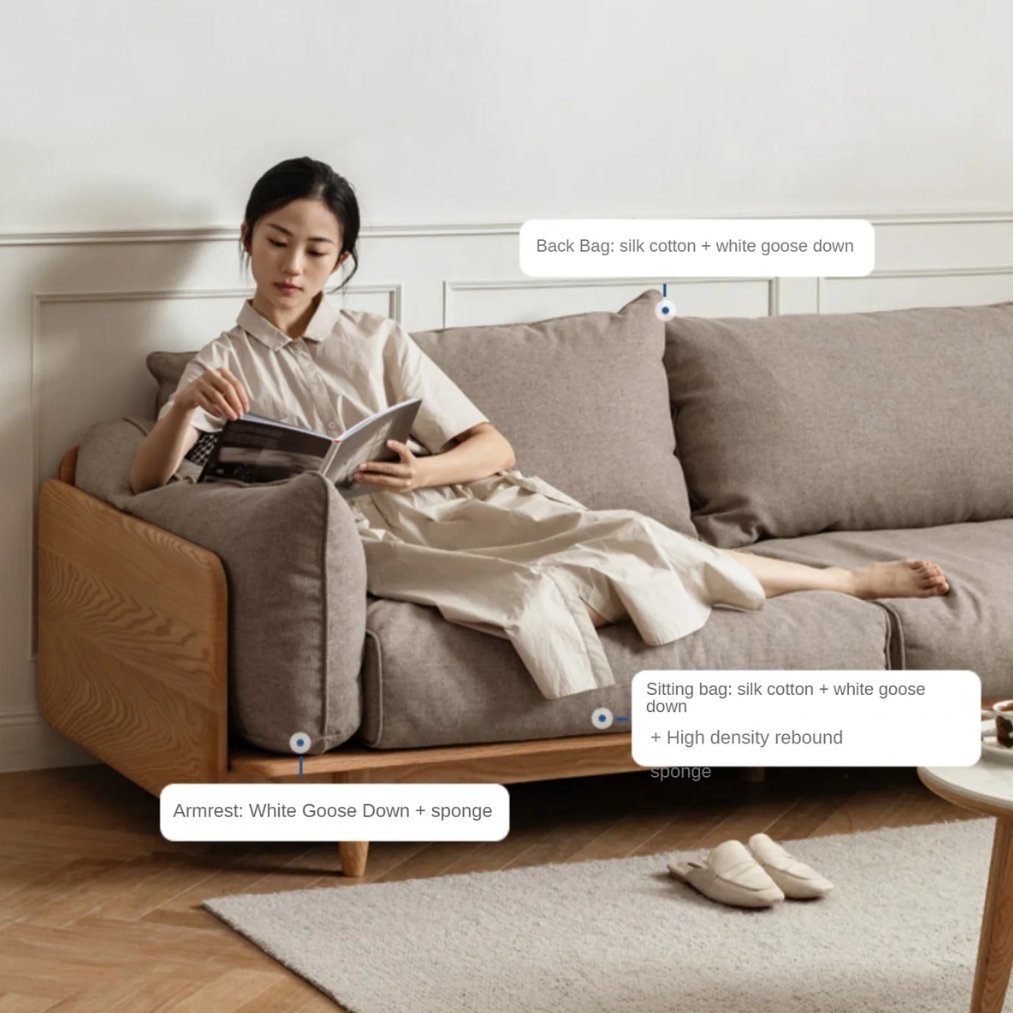 Back Bag: silk cotton + white goose down
Sitting bag: silk cotton + white goose
down
+ High density rebound
sponge
Armrest: White Goose Down + sponge